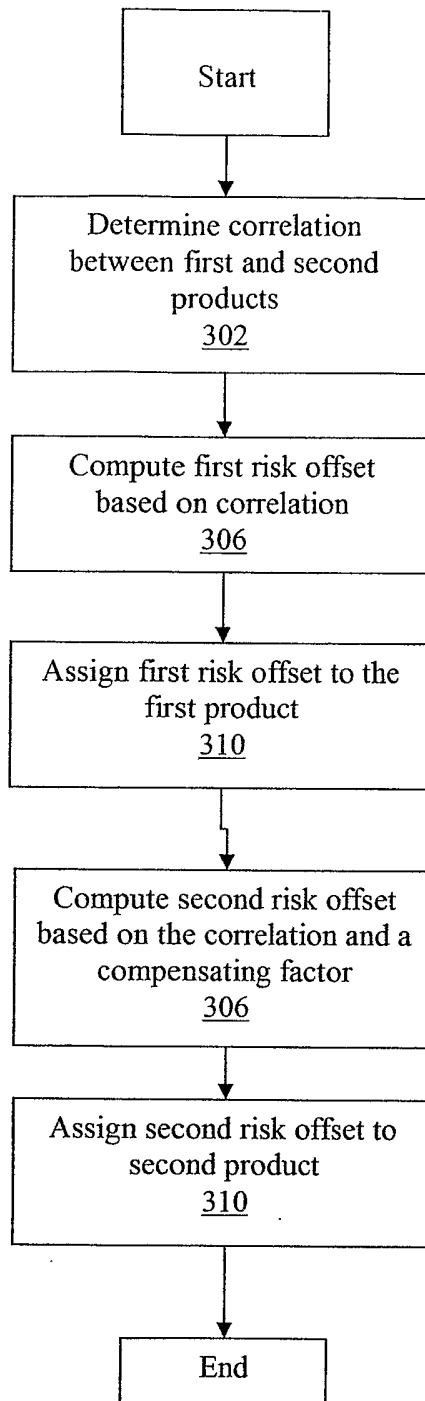 Start
Determine correlation
between first and second
products
302
Compute first risk offset
based on correlation
306
Assign first risk offset to the
first product
310
Compute second risk offset
based on the correlation and a
compensating factor
306
Assign second risk offset to
second product
310
End